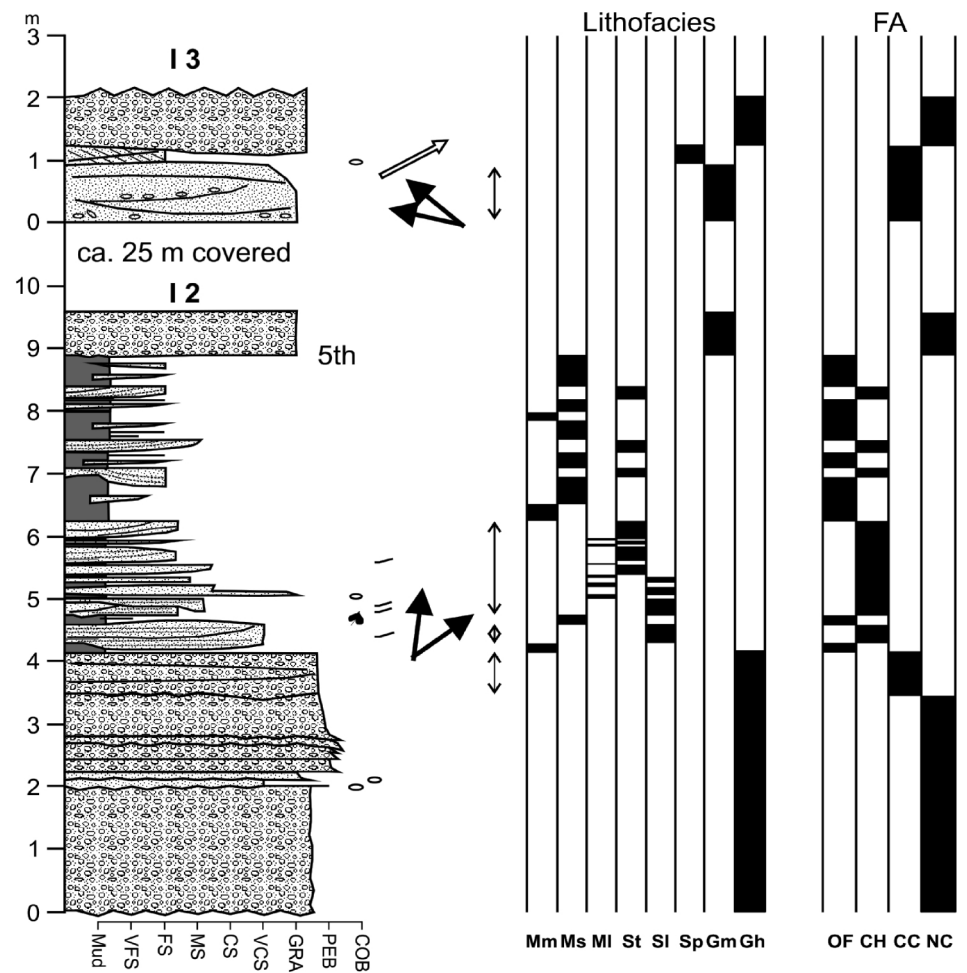 m
Lithofacies
FA
3
I 3
2
1
0
ca. 25 m covered
10
I 2
9
5th
8
7
6
5
4
3
2
1
0
Mud
VFS
FS
MS
CS
VCS
GRA
PEB
COB
Mm Ms Ml St Sl Sp Gm Gh
OF CH CC NC